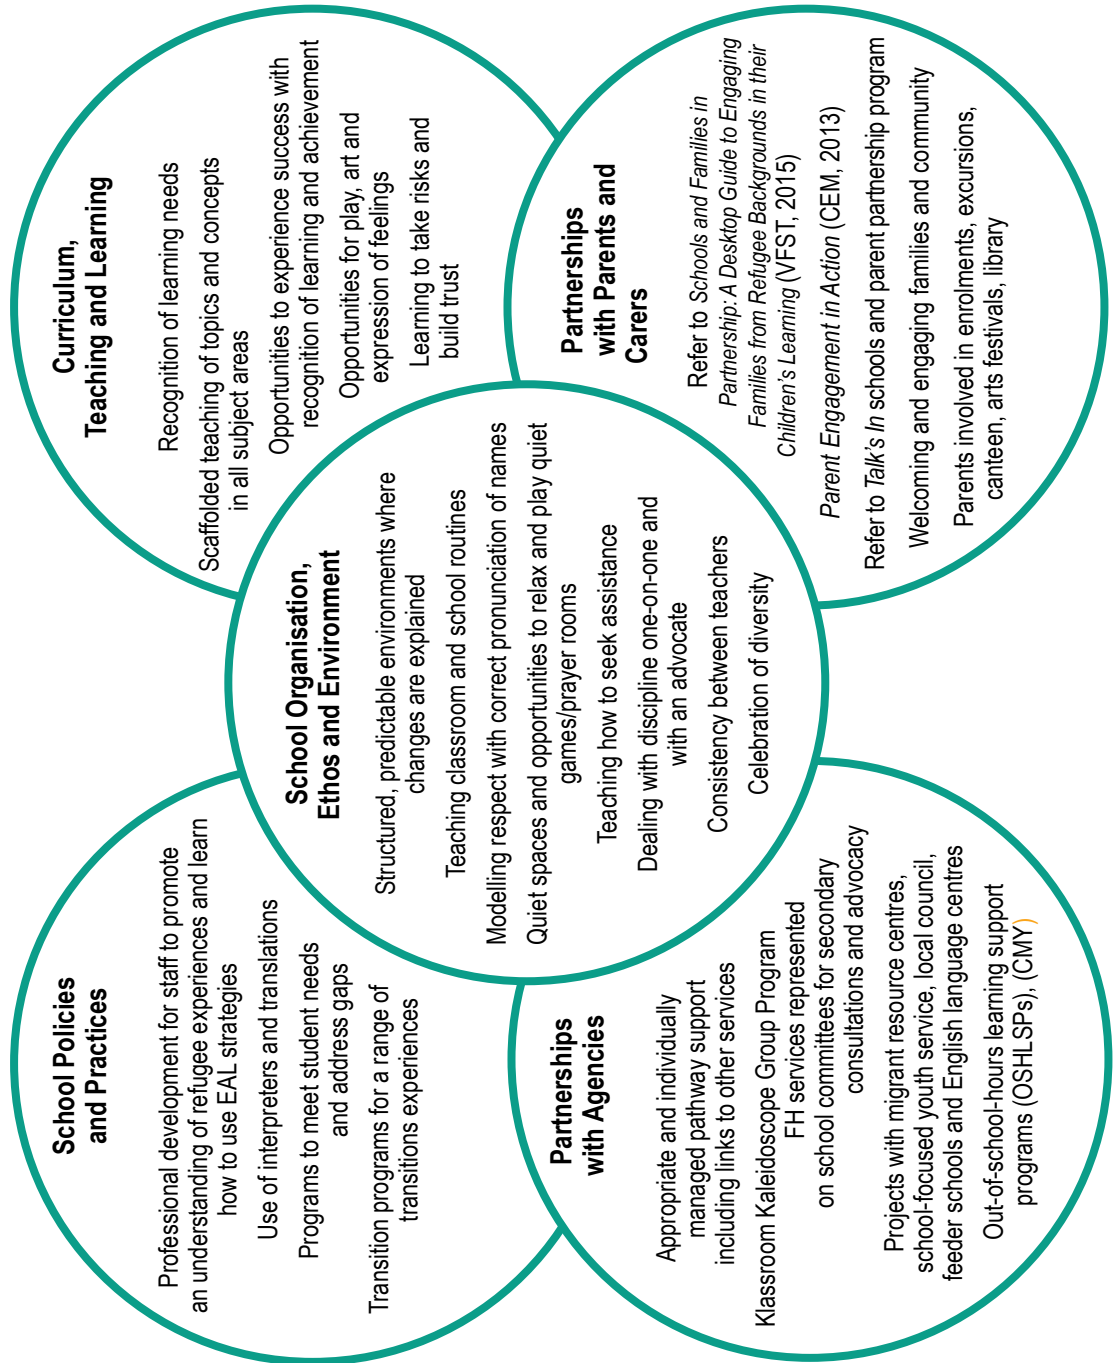 School Policies
and Practices
Professional development for staff to promote
an understanding of refugee experiences and learn
how to use EAL strategies
Use of interpreters and translations
Programs to meet student needs
and address gaps
Transition programs for a range of
transitions experiences
Curriculum,
Teaching and Learning
Recognition of learning needs
Scaffolded teaching of topics and concepts
in all subject areas
Opportunities to experience success with
recognition of learning and achievement
Opportunities for play, art and
expression of feelings
Learning to take risks and
build trust
School Organisation,
Ethos and Environment
Structured, predictable environments where
changes are explained
Teaching classroom and school routines
Modelling respect with correct pronunciation of names
Quiet spaces and opportunities to relax and play quiet
games/prayer rooms
Teaching how to seek assistance
Dealing with discipline one-on-one and
with an advocate
Consistency between teachers
Celebration of diversity
Partnerships
with Agencies
Appropriate and individually
managed pathway support
including links to other services
Klassroom Kaleidoscope Group Program
FH services represented
on school committees for secondary
consultations and advocacy
Projects with migrant resource centres,
school-focused youth service, local council,
feeder schools and English language centres
Out-of-school-hours learning support
programs (OSHLSPs), (CMY)
Partnerships
with Parents and
Carers
Refer to Schools and Families in
Partnership: A Desktop Guide to Engaging
Families from Refugee Backgrounds in their
Children's Learning (VFST, 2015)
Parent Engagement in Action (CEM, 2013)
Refer to Talk's In schools and parent partnership program
Welcoming and engaging families and community
Parents involved in enrolments, excursions,
canteen, arts festivals, library